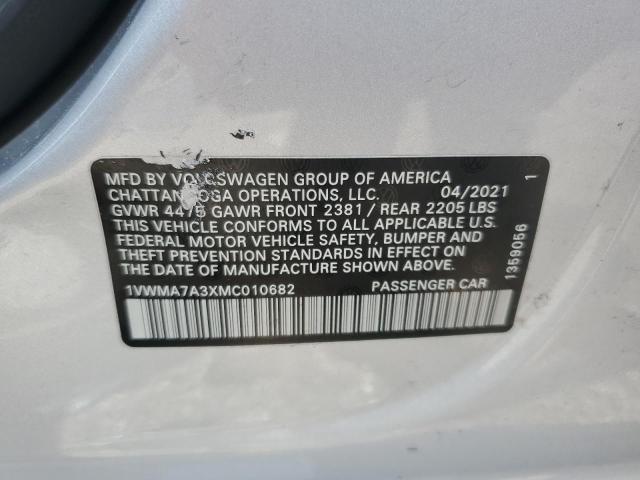 MFD BY VOLKSWAGEN GROUP OF AMERICA
CHATTANOOGA OPERATIONS, LLC. 04/2021
GVWR 4475 GAWR FRONT 2381 / REAR 2205 LBS
THIS VEHICLE CONFORMS TO ALL APPLICABLE U.S.
FEDERAL MOTOR VEHICLE SAFETY, BUMPER AND
THEFT PREVENTION STANDARDS IN EFFECT ON
THE DATE OF MANUFACTURE SHOWN ABOVE.
1VWMA7A3XMC010682 PASSENGER CAR
1359056
1